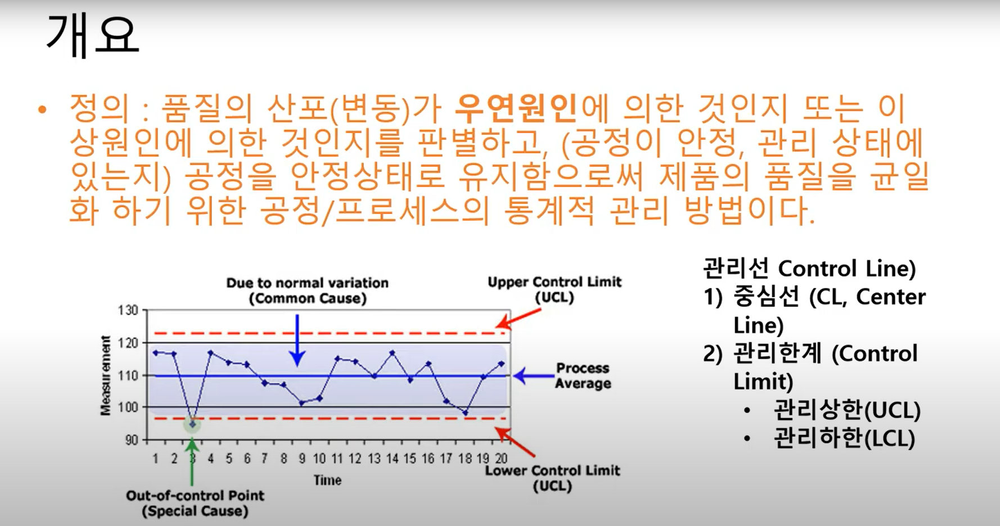 개요
• 정의 : 품질의 산포(변동)가 우연원인에 의한 것인지 또는 이
상원인에 의한 것인지를 판별하고, (공정이 안정, 관리 상태에
있는지) 공정을 안정상태로 유지함으로써 제품의 품질을 균일
화 하기 위한 공정/프로세스의 통계적 관리 방법이다.
Due to normal variation
(Common Cause)
Upper Control Limit
(UCL)
130
120
110
100
90
Measurement
Process
Average
1 2 3 4 5 6 7 8 9 10 11 12 13 14 15 16 17 18 19 20
Time
Lower Control Limit
(UCL)
Out-of-control Point
(Special Cause)
관리선 Control Line)
1) 중심선 (CL, Center
Line)
2) 관리한계 (Control
Limit)
• 관리상한(UCL)
• 관리하한(LCL)